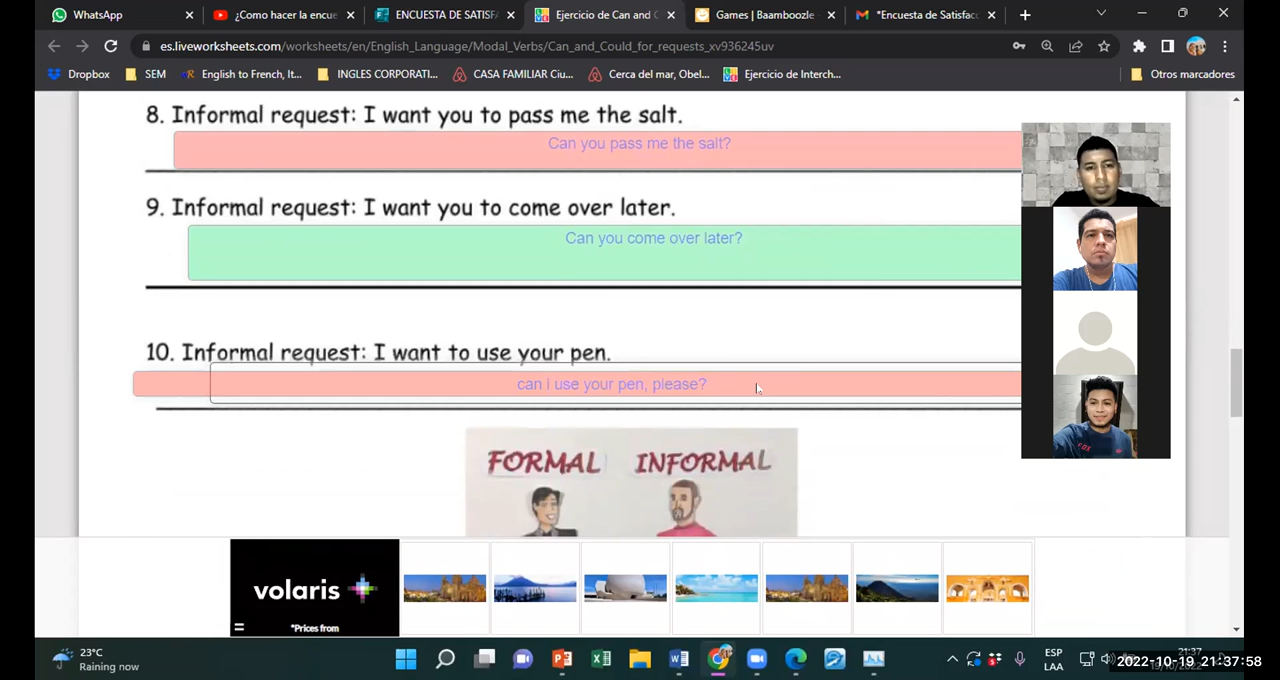 WhatsApp
¿Como hacer la encue
ENCUESTA DE SATISF
Ejercicio de Can and C
Games | Baamboozle -
"Encuesta de Satisfac
es.liveworksheets.com/worksheets/en/English_Language/Modal_Verbs/Can_and_Could_for_requests_xv936245uv
Dropbox
SEM
English to French, It...
INGLES CORPORATI...
CASA FAMILIAR Ciu...
Cerca del mar, Obel...
Ejercicio de Interch...
Otros marcadores
8. Informal request: I want you to pass me the salt.
Can you pass me the salt?
9. Informal request: I want you to come over later.
Can you come over later?
10. Informal request: I want to use your pen.
can i use your pen, please?
FORMAL INFORMAL
FOX
volaris
*Prices from
23°C
Raining now
ESP
LAA
21:37
2022-10-19 21:37:58